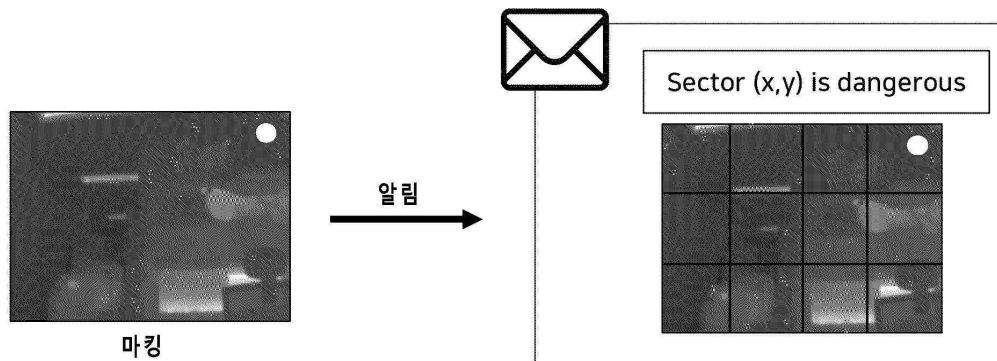 Sector (x,y) is dangerous
알림
마킹